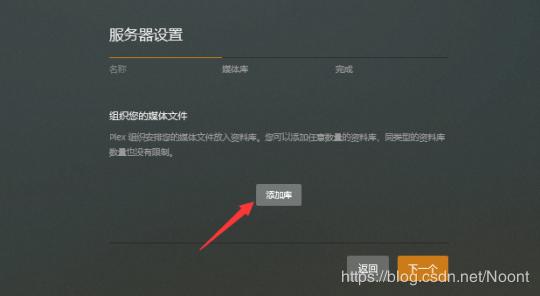 服务器设置
名称 媒体库 完成
组织您的媒体文件
Plex 组织安排您的媒体文件放入资料库。您可以添加任意数量的资料库、同类型的资料库
数量也没有限制。
添加库
返回 下一个
https://blog.csdn.net/Noont